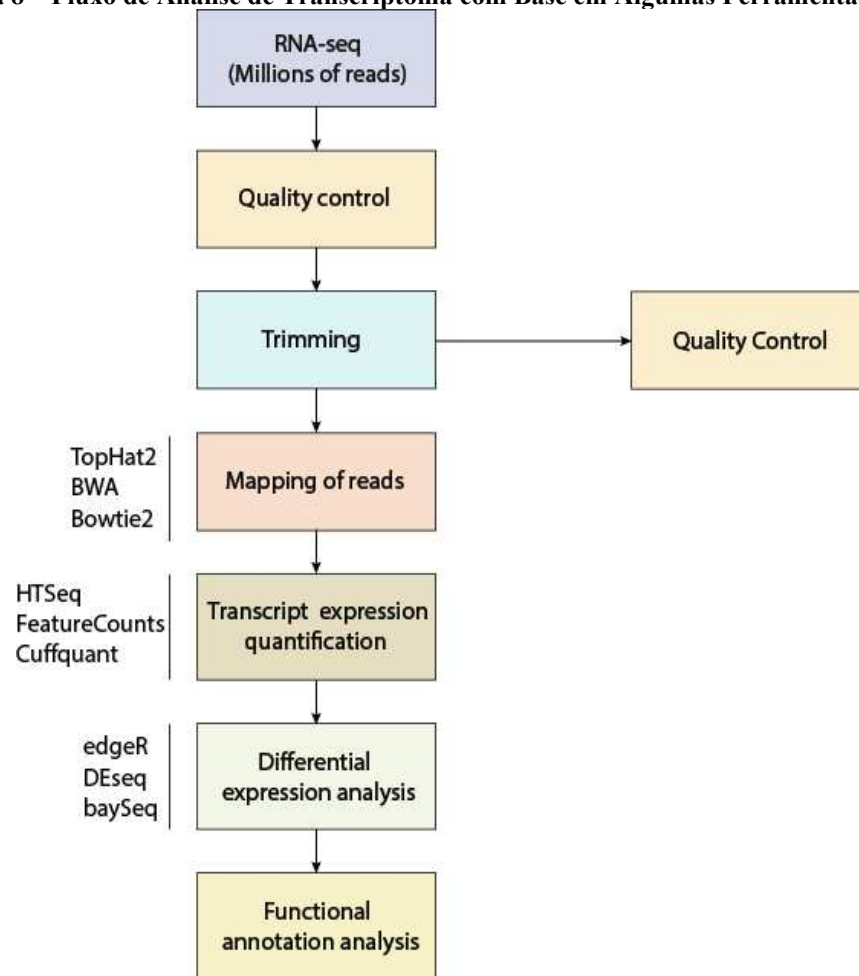 Fluxo de Análise de Transcriptoma com Base em Algumas Ferramenta
RNA-seq
(Millions of reads)
Quality control
Trimming
Quality Control
TopHat2
BWA
Bowtie2
Mapping of reads
HTSeq
FeatureCounts
Cuffquant
Transcript expression
quantification
edgeR
DEseq
baySeq
Differential
expression analysis
Functional
annotation analysis